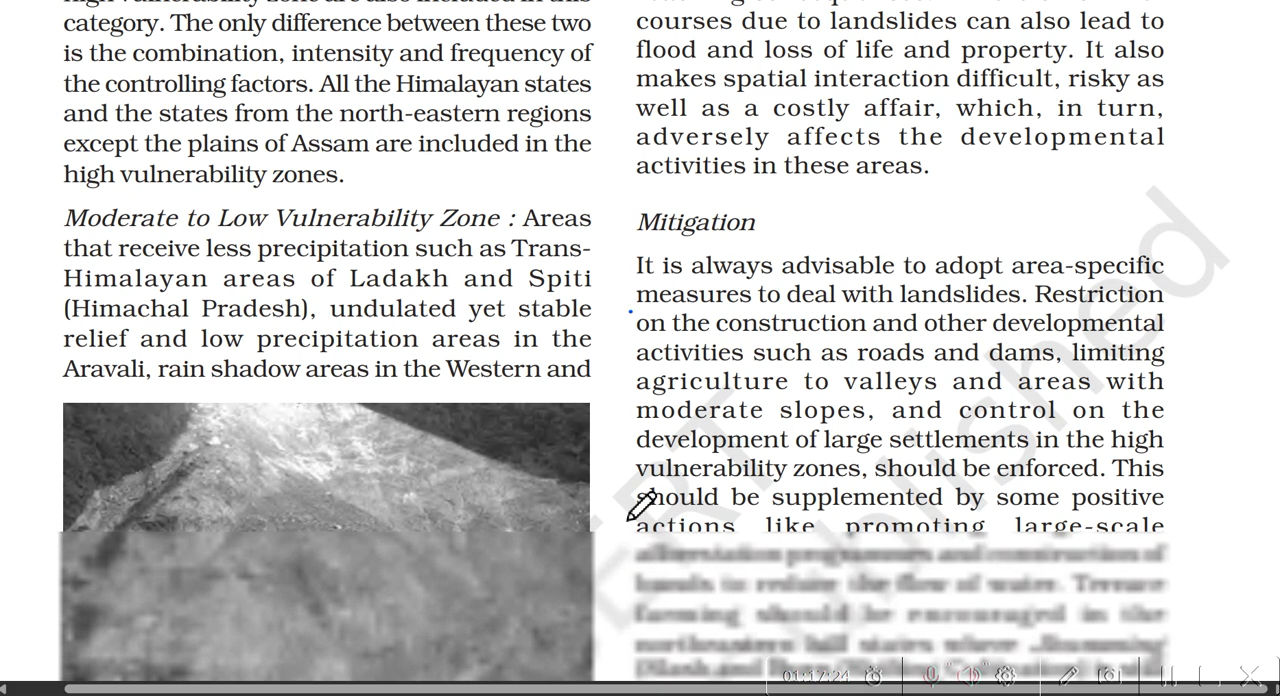 category. The only difference between these two
is the combination, intensity and frequency of
the controlling factors. All the Himalayan states
and the states from the north-eastern regions
except the plains of Assam are included in the
high vulnerability zones.
Moderate to Low Vulnerability Zone : Areas
that receive less precipitation such as Trans-
Himalayan areas of Ladakh and Spiti
(Himachal Pradesh), undulated yet stable
relief and low precipitation areas in the
Aravali, rain shadow areas in the Western and
courses due to landslides can also lead to
flood and loss of life and property. It also
makes spatial interaction difficult, risky as
well as a costly affair, which, in turn,
adversely affects the developmental
activities in these areas.
Mitigation
It is always advisable to adopt area-specific
measures to deal with landslides. Restriction
on the construction and other developmental
activities such as roads and dams, limiting
agriculture to valleys and areas with
moderate slopes, and control on the
development of large settlements in the high
vulnerability zones, should be enforced. This
should be supplemented by some positive
actions like promoting large-scale
01:17:24